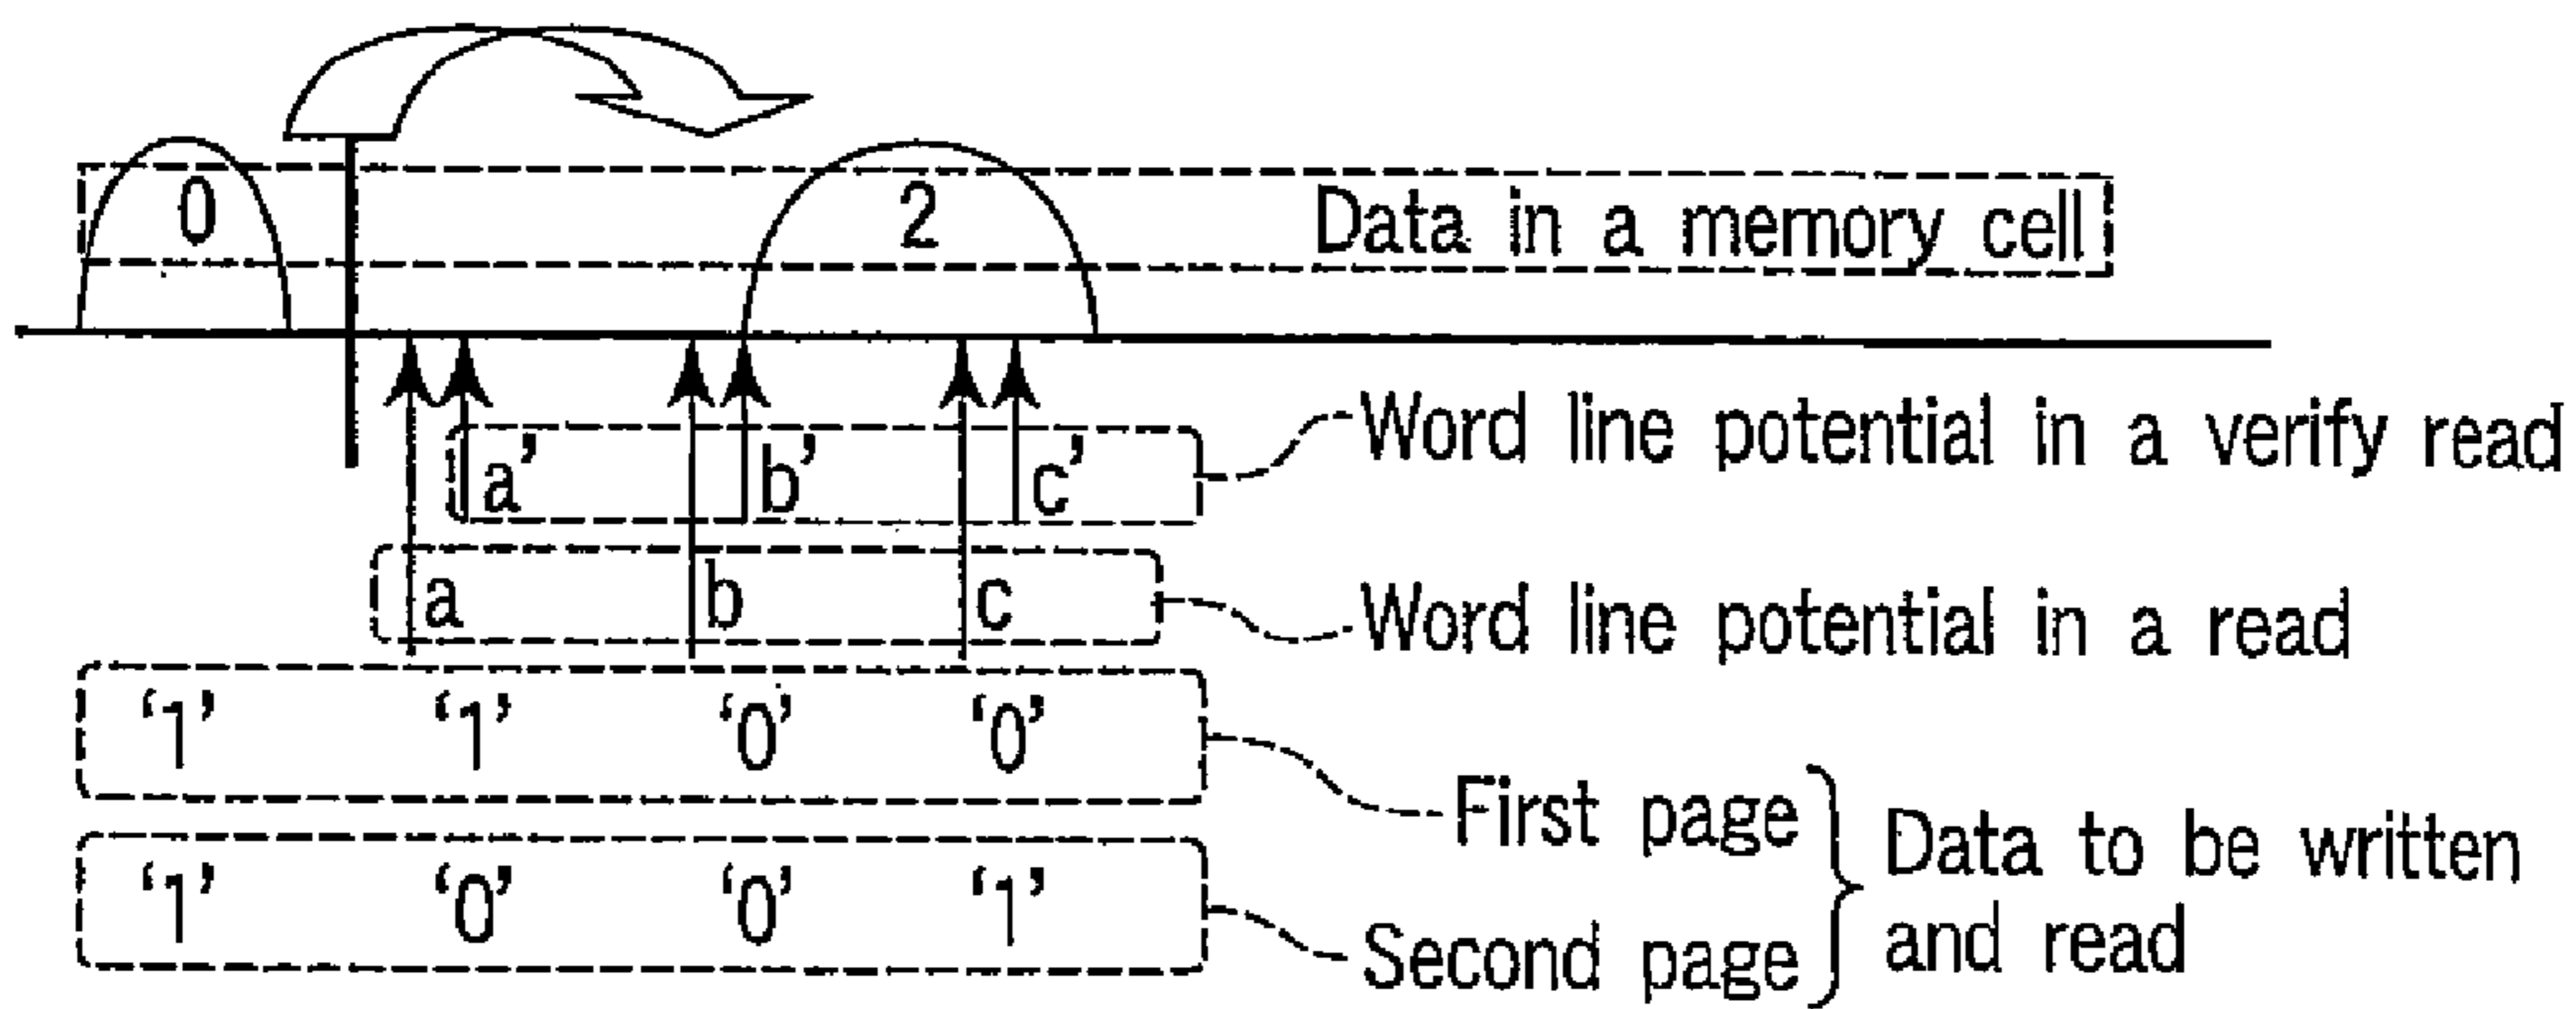 0 2 Data in a memory cell
a' b' c' Word line potential in a verify read
a b c Word line potential in a read
‘1’ ‘1’ ‘0’ ‘0’
First page
‘1’ ‘0’ ‘0’ ‘1’
Second page
Data to be written
and read